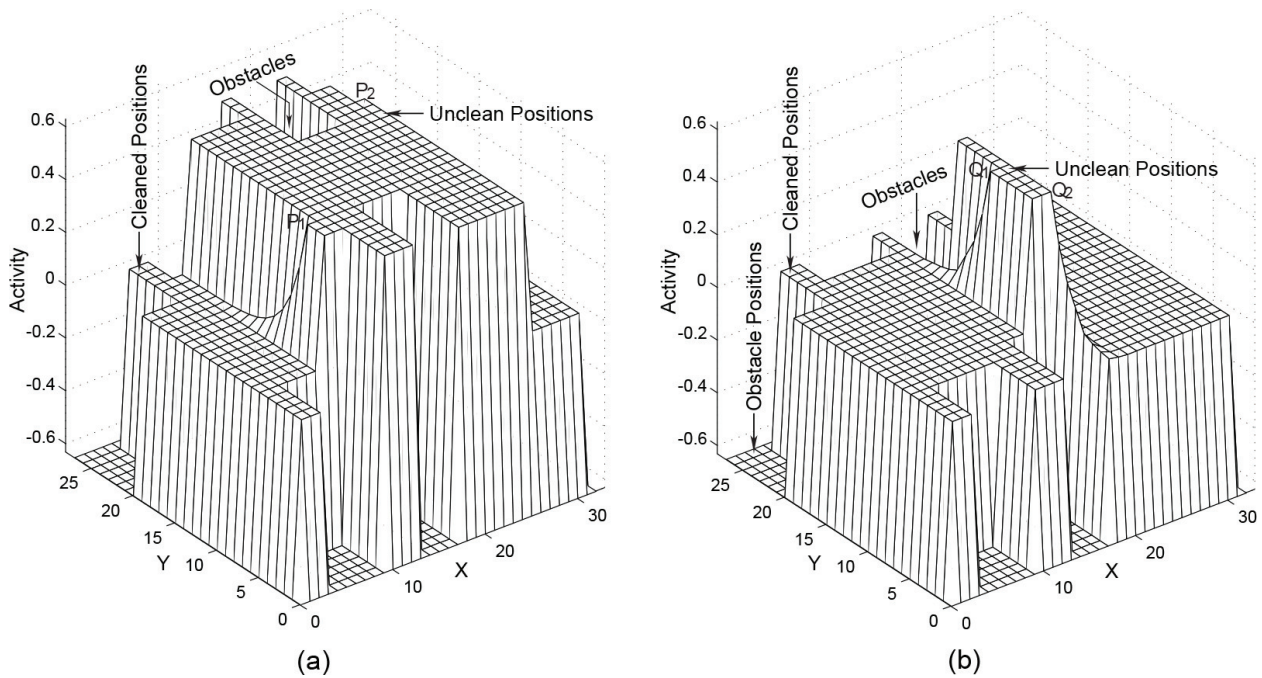 0.6
0.4
0.2
0
-0.2
-0.4
-0.6
Activity
Cleaned Positions
Obstacles
P2
Unclean Positions
P1
25
20
15
10
5
0
Y
0
10
20
30
X
(a)
0.6
0.4
0.2
0
-0.2
-0.4
-0.6
Activity
Obstacle Positions
Cleaned Positions
Obstacles
Q1
Unclean Positions
Q2
25
20
15
10
5
0
Y
0
10
20
30
X
(b)